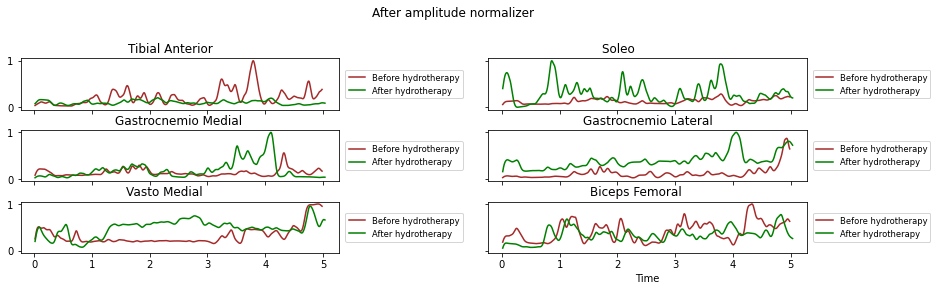 After amplitude normalizer
Tibial Anterior
Soleo
1
0
Before hydrotherapy
After hydrotherapy
Before hydrotherapy
After hydrotherapy
Gastrocnemio Medial
Gastrocnemio Lateral
1
0
Before hydrotherapy
After hydrotherapy
Before hydrotherapy
After hydrotherapy
Vasto Medial
Biceps Femoral
1
0
Before hydrotherapy
After hydrotherapy
Before hydrotherapy
After hydrotherapy
0 1 2 3 4 5
0 1 2 3 4 5
Time